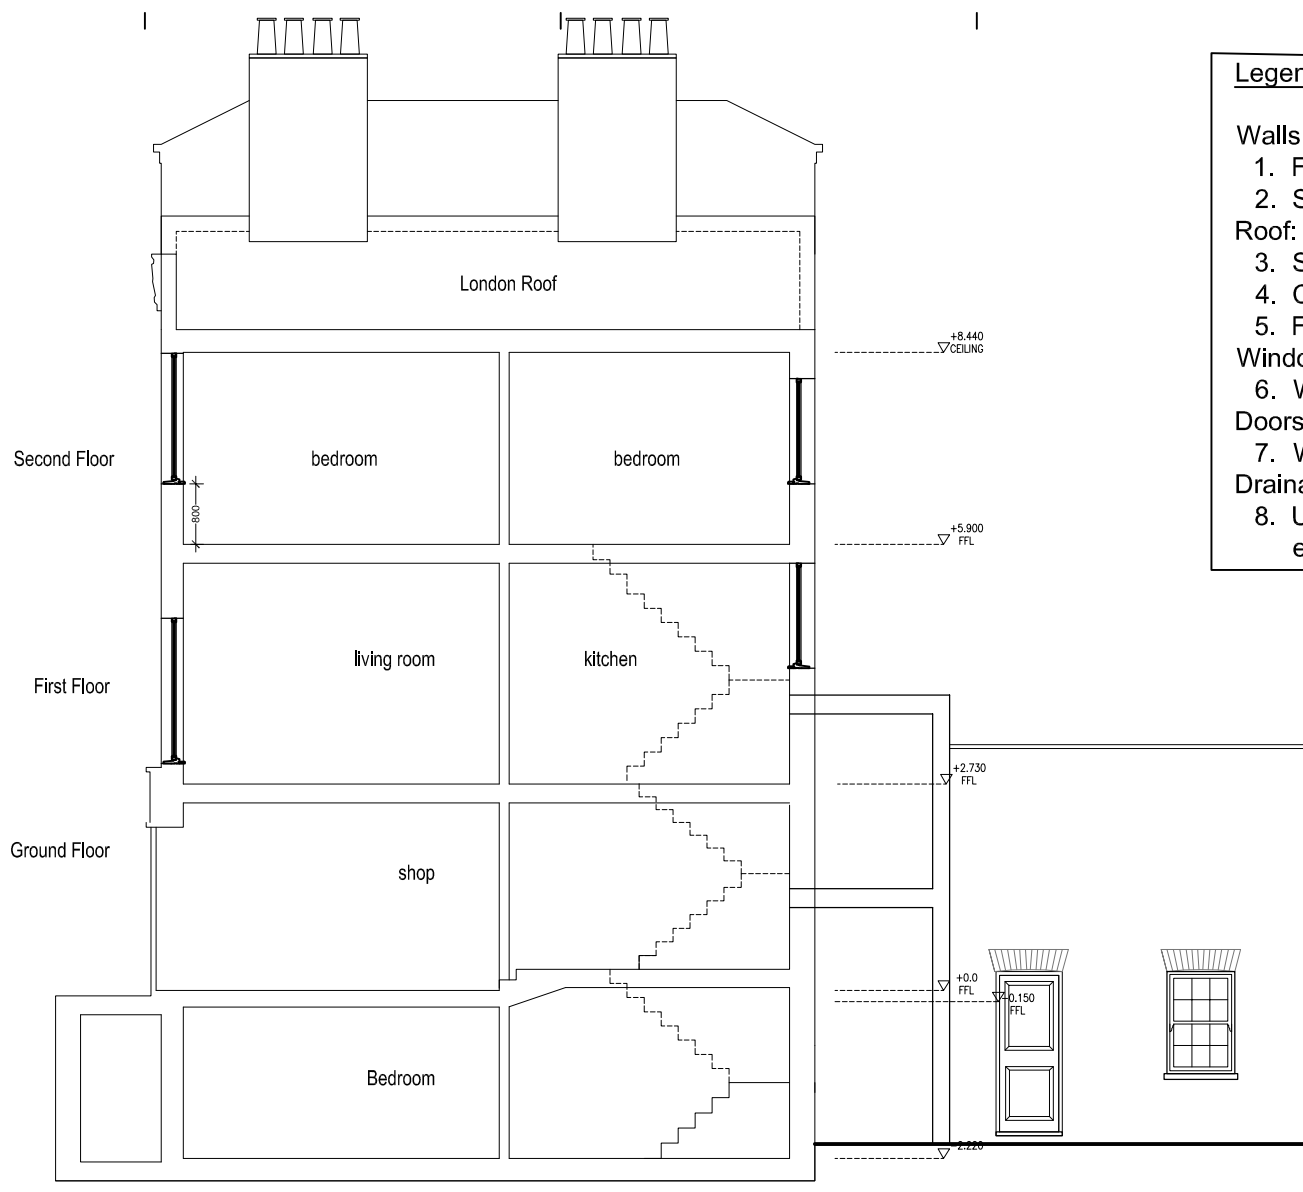 Legen
Walls
1. F
2. S
Roof:
3. S
4. C
5. F
Windo
6. W
Doors
7. W
Draina
8. U
e
London Roof
+8.440
CEILING
Second Floor
bedroom
bedroom
800
+5.900
FFL
living room
kitchen
First Floor
+2.730
FFL
Ground Floor
shop
+0.0
FFL
-0.150
FFL
Bedroom
-2.220